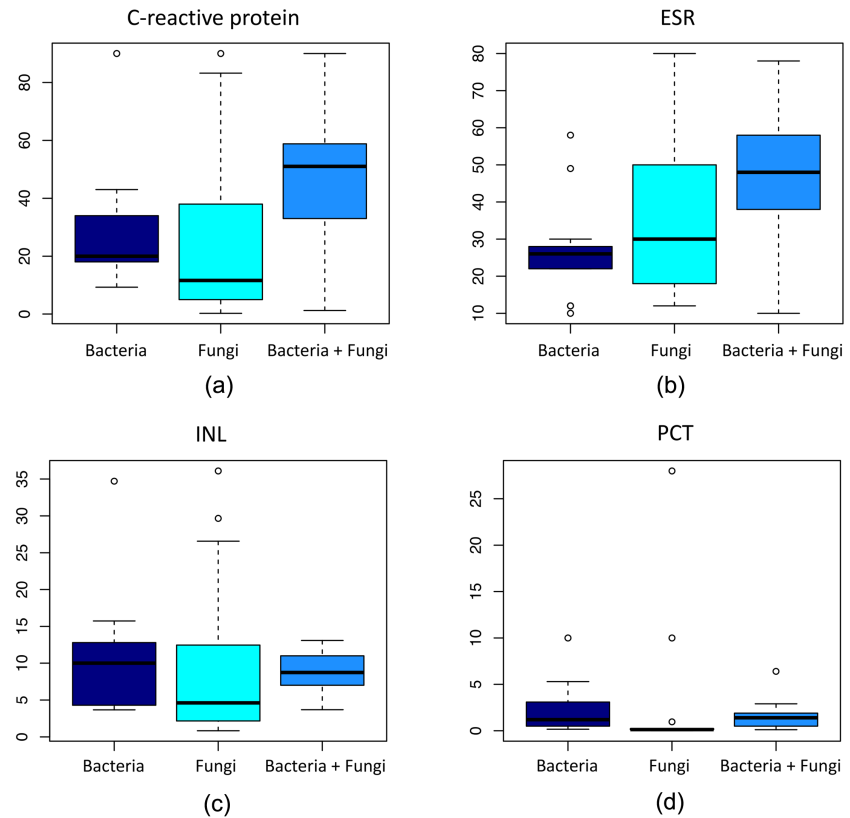 C-reactive protein
80
60
40
20
0
Bacteria Fungi Bacteria + Fungi
(a)
ESR
80
70
60
50
40
30
20
10
Bacteria Fungi Bacteria + Fungi
(b)
INL
35
30
25
20
15
10
5
0
Bacteria Fungi Bacteria + Fungi
(c)
PCT
25
20
15
10
5
0
Bacteria Fungi Bacteria + Fungi
(d)